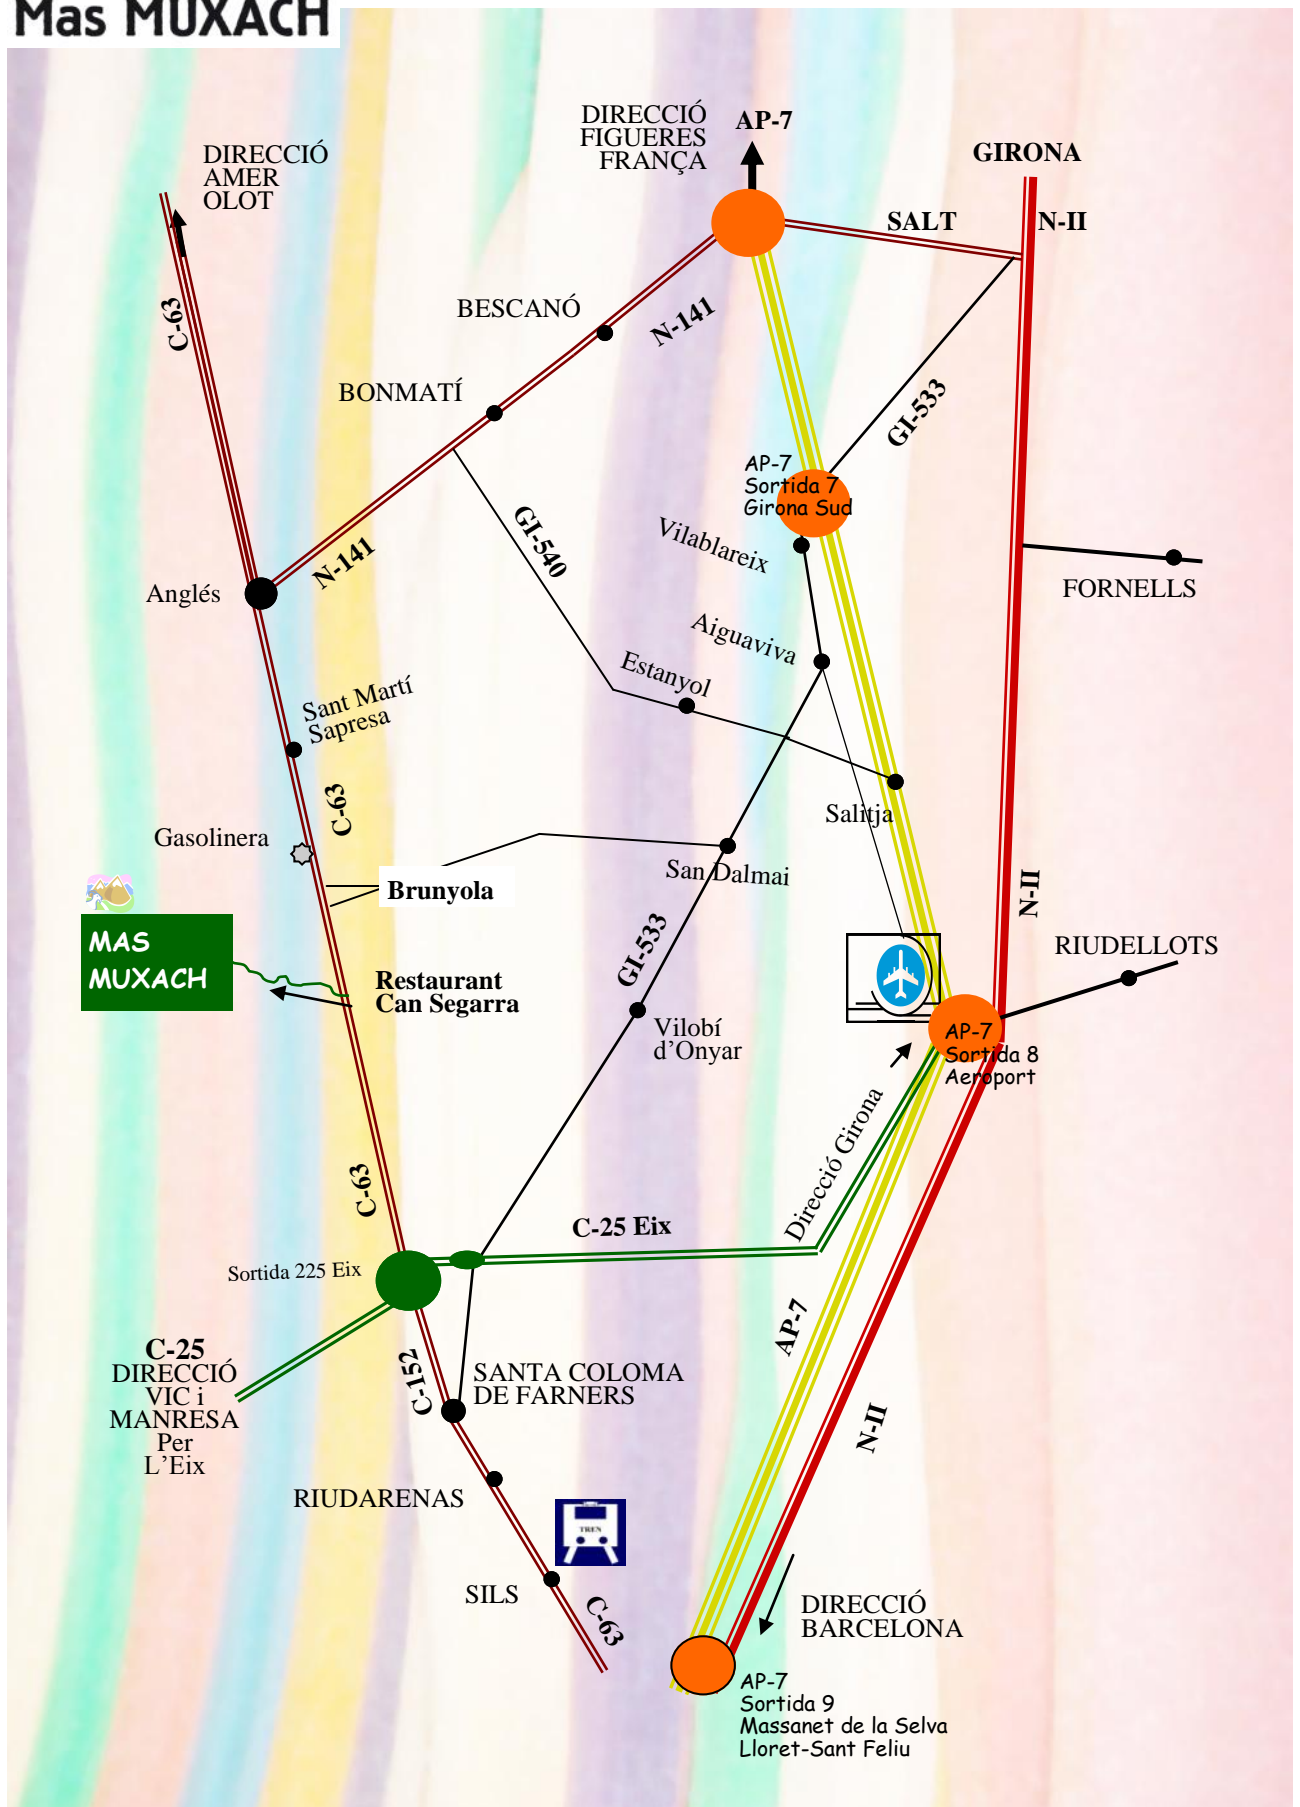 Mas MUXACH
DIRECCIÓ
FIGUERES
FRANÇA
AP-7
GIRONA
DIRECCIÓ
AMER
OLOT
SALT
N-II
C-63
BESCANÓ
N-141
BONMATÍ
GI-533
AP-7
Sortida 7
Girona Sud
GI-540
Vilablareix
N-141
Anglés
FORNELLS
Aiguaviva
Estanyol
Sant Martí
Sapresa
C-63
Salitja
Gasolinera
San Dalmai
Brunyola
N-II
MAS
MUXACH
GI-533
RIUDELLOTS
Restaurant
Can Segarra
Vilobí
d'Onyar
AP-7
Sortida 8
Aeroport
Direcció Girona
C-63
C-25 Eix
Sortida 225 Eix
AP-7
C-25
DIRECCIÓ
VIC i
MANRESA
Per
L'Eix
C-152
SANTA COLOMA
DE FARNERS
N-II
RIUDARENAS
TREN
SILS
C-63
DIRECCIÓ
BARCELONA
AP-7
Sortida 9
Massanet de la Selva
Lloret-Sant Feliu